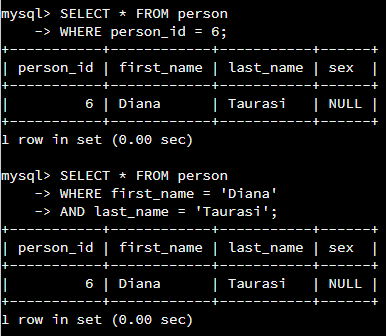 mysql> SELECT * FROM person
    -> WHERE person_id = 6;
+-----------+------------+-----------+------+
| person_id | first_name | last_name | sex  |
+-----------+------------+-----------+------+
|         6 | Diana      | Taurasi   | NULL |
+-----------+------------+-----------+------+
1 row in set (0.00 sec)
mysql> SELECT * FROM person
    -> WHERE first_name = 'Diana'
    -> AND last_name = 'Taurasi';
+-----------+------------+-----------+------+
| person_id | first_name | last_name | sex  |
+-----------+------------+-----------+------+
|         6 | Diana      | Taurasi   | NULL |
+-----------+------------+-----------+------+
1 row in set (0.00 sec)